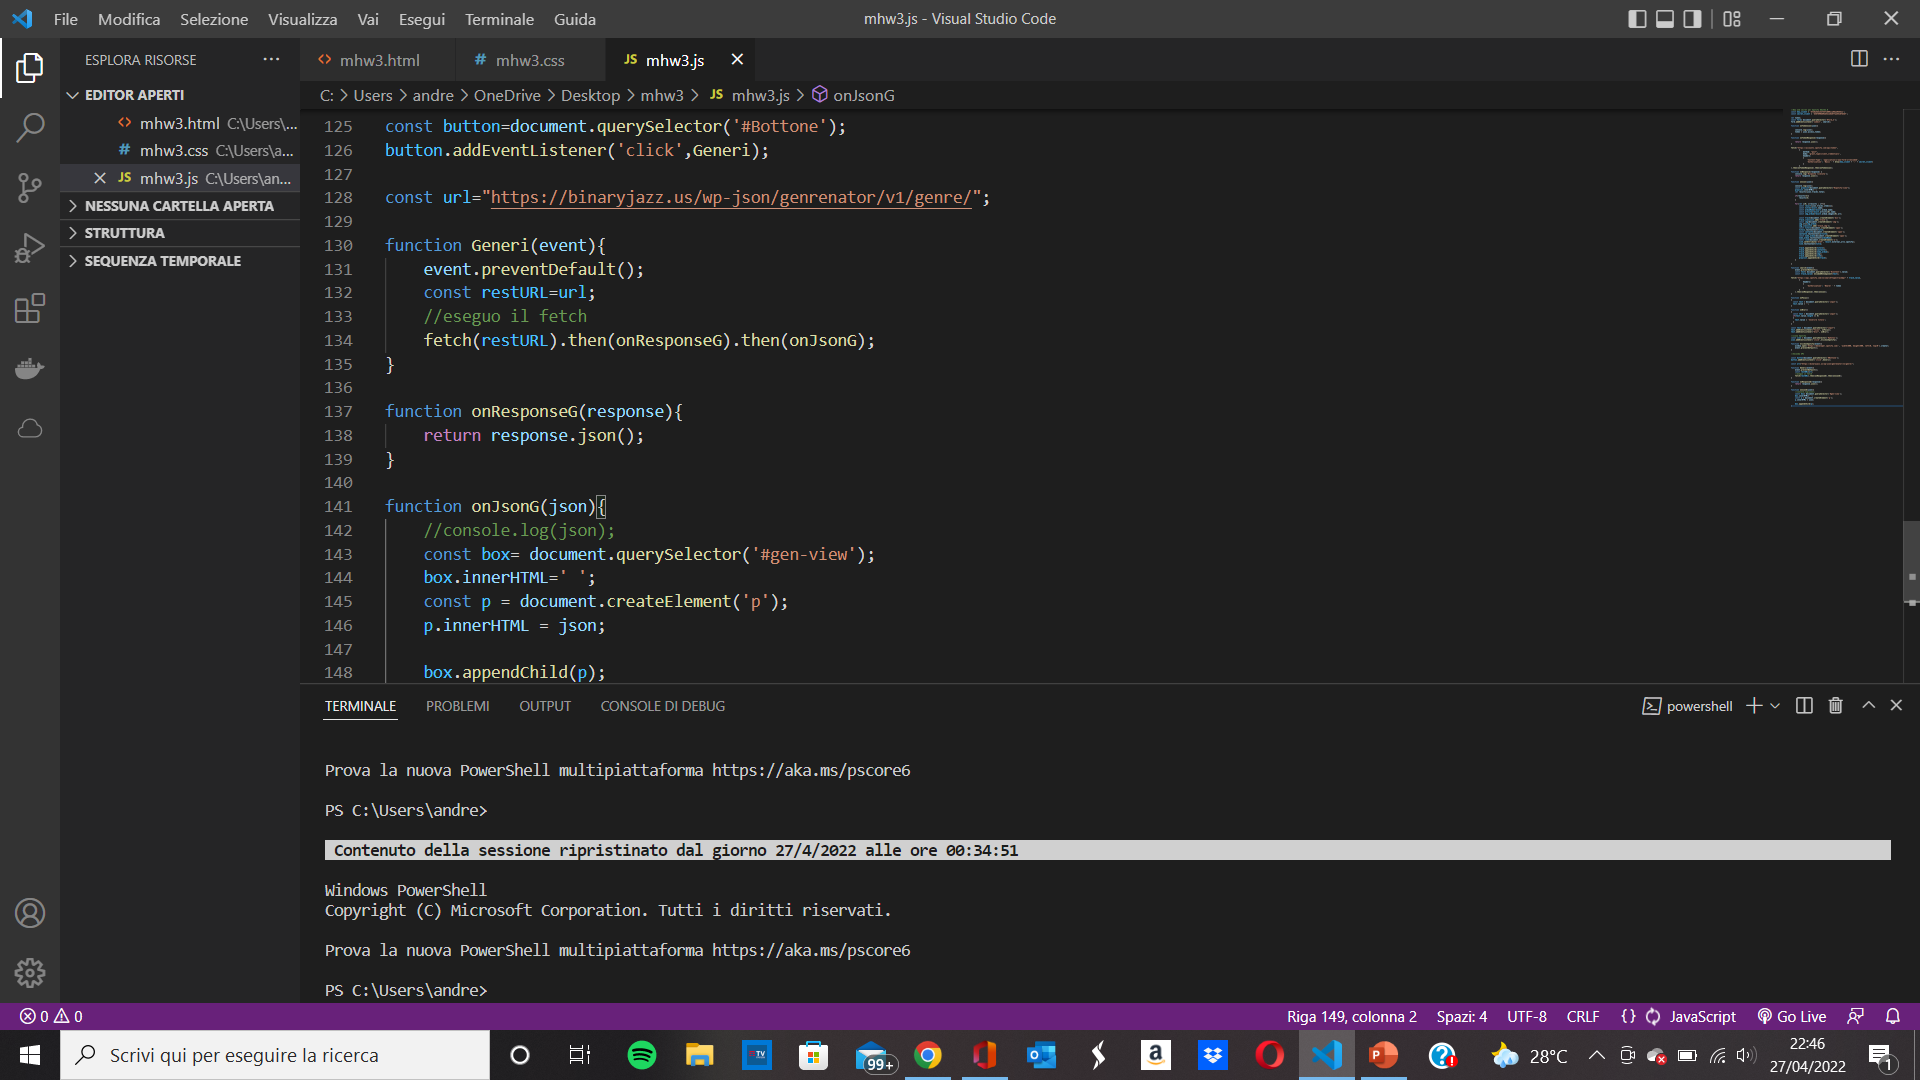 File Modifica Selezione Visualizza Vai Esegui Terminale Guida
mhw3.js - Visual Studio Code
ESPLORA RISORSE
EDITOR APERTI
mhw3.html C:\Users\...
mhw3.css C:\Users\a...
JS mhw3.js C:\Users\an...
NESSUNA CARTELLA APERTA
STRUTTURA
SEQUENZA TEMPORALE
mhw3.html # mhw3.css JS mhw3.js
C: > Users > andre > OneDrive > Desktop > mhw3 > JS mhw3.js > onJsonG
125 const button=document.querySelector('#Bottone');
126 button.addEventListener('click',Generi);
127
128 const url="https://binaryjazz.us/wp-json/genrenator/v1/genre/";
129
130 function Generi(event){
131 event.preventDefault();
132 const restURL=url;
133 //eseguo il fetch
134 fetch(restURL).then(onResponseG).then(onJsonG);
135 }
136
137 function onResponseG(response){
138 return response.json();
139 }
140
141 function onJsonG(json){
142 //console.log(json);
143 const box= document.querySelector('#gen-view');
144 box.innerHTML=' ';
145 const p = document.createElement('p');
146 p.innerHTML = json;
147
148 box.appendChild(p);
TERMINALE PROBLEMI OUTPUT CONSOLE DI DEBUG
powershell
Prova la nuova PowerShell multipiattaforma https://aka.ms/pscore6
PS C:\Users\andre>
Contenuto della sessione ripristinato dal giorno 27/4/2022 alle ore 00:34:51
Windows PowerShell
Copyright (C) Microsoft Corporation. Tutti i diritti riservati.
Prova la nuova PowerShell multipiattaforma https://aka.ms/pscore6
PS C:\Users\andre>
0 0
Riga 149, colonna 2 Spazi: 4 UTF-8 CRLF {} JavaScript Go Live
Scrivi qui per eseguire la ricerca
TV
99+
28°C
22:46
27/04/2022
1